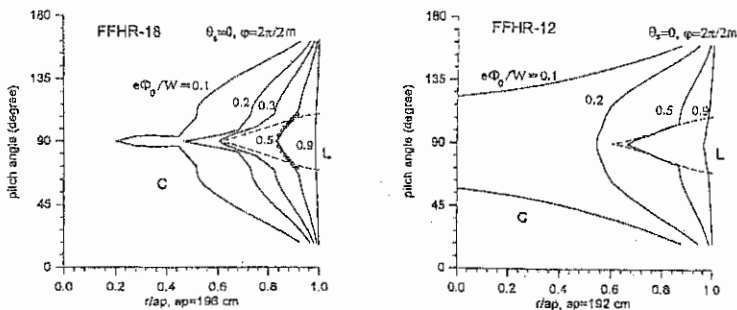 FFHR-18
θs=0, φ=2π/2m
eΦ0/W=0.1
0.2
0.3
0.5
0.9
C
L
180
135
90
45
0
pitch angle (degree)
0.0 0.2 0.4 0.6 0.8 1.0
r/ap, ap=196 cm
FFHR-12
θs=0, φ=2π/2m
eΦ0/W=0.1
0.2
0.5
0.9
C
L
180
135
90
45
0
pitch angle (degree)
0.0 0.2 0.4 0.6 0.8 1.0
r/ap, ap=192 cm